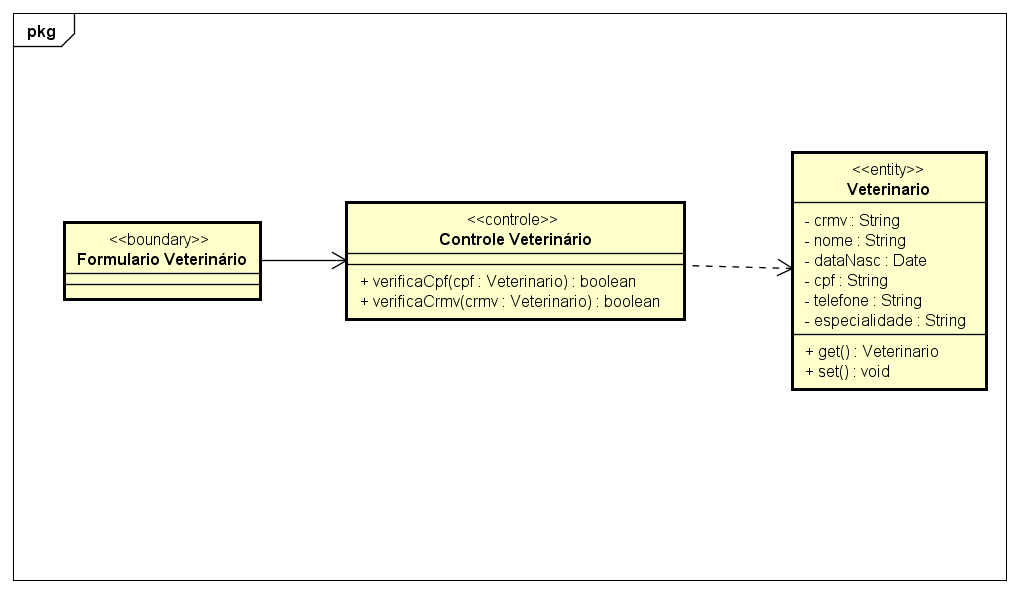 pkg
<<boundary>>
Formulario Veterinário
<<controle>>
Controle Veterinário
+ verificaCpf(cpf : Veterinario) : boolean
+ verificaCrmv(crmv : Veterinario) : boolean
<<entity>>
Veterinario
- crmv : String
- nome : String
- dataNasc : Date
- cpf : String
- telefone : String
- especialidade : String
+ get() : Veterinario
+ set() : void